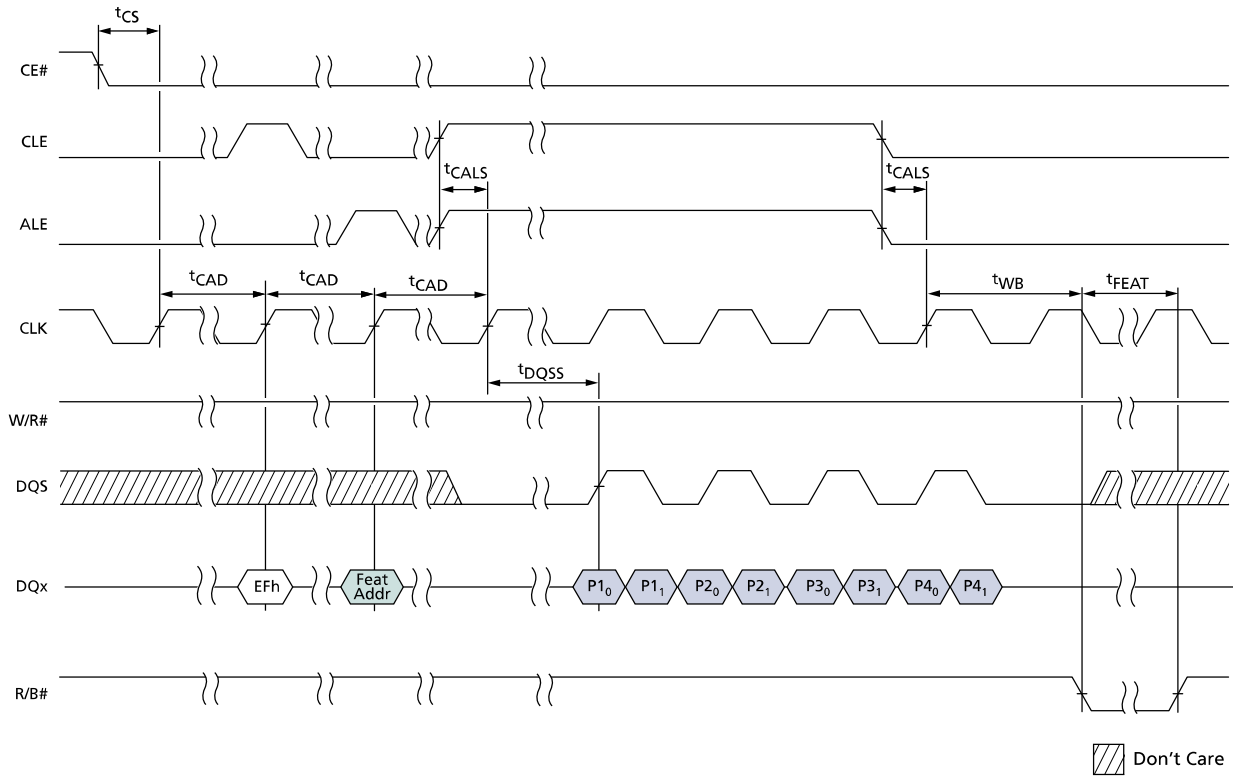 tCS
CE#
CLE
tCALS
tCALS
ALE
tCAD
tCAD
tCAD
tWB
tFEAT
CLK
tDQSS
W/R#
DQS
DQx
EFh
Feat
Addr
P1₀
P1₁
P2₀
P2₁
P3₀
P3₁
P4₀
P4₁
R/B#
Don't Care